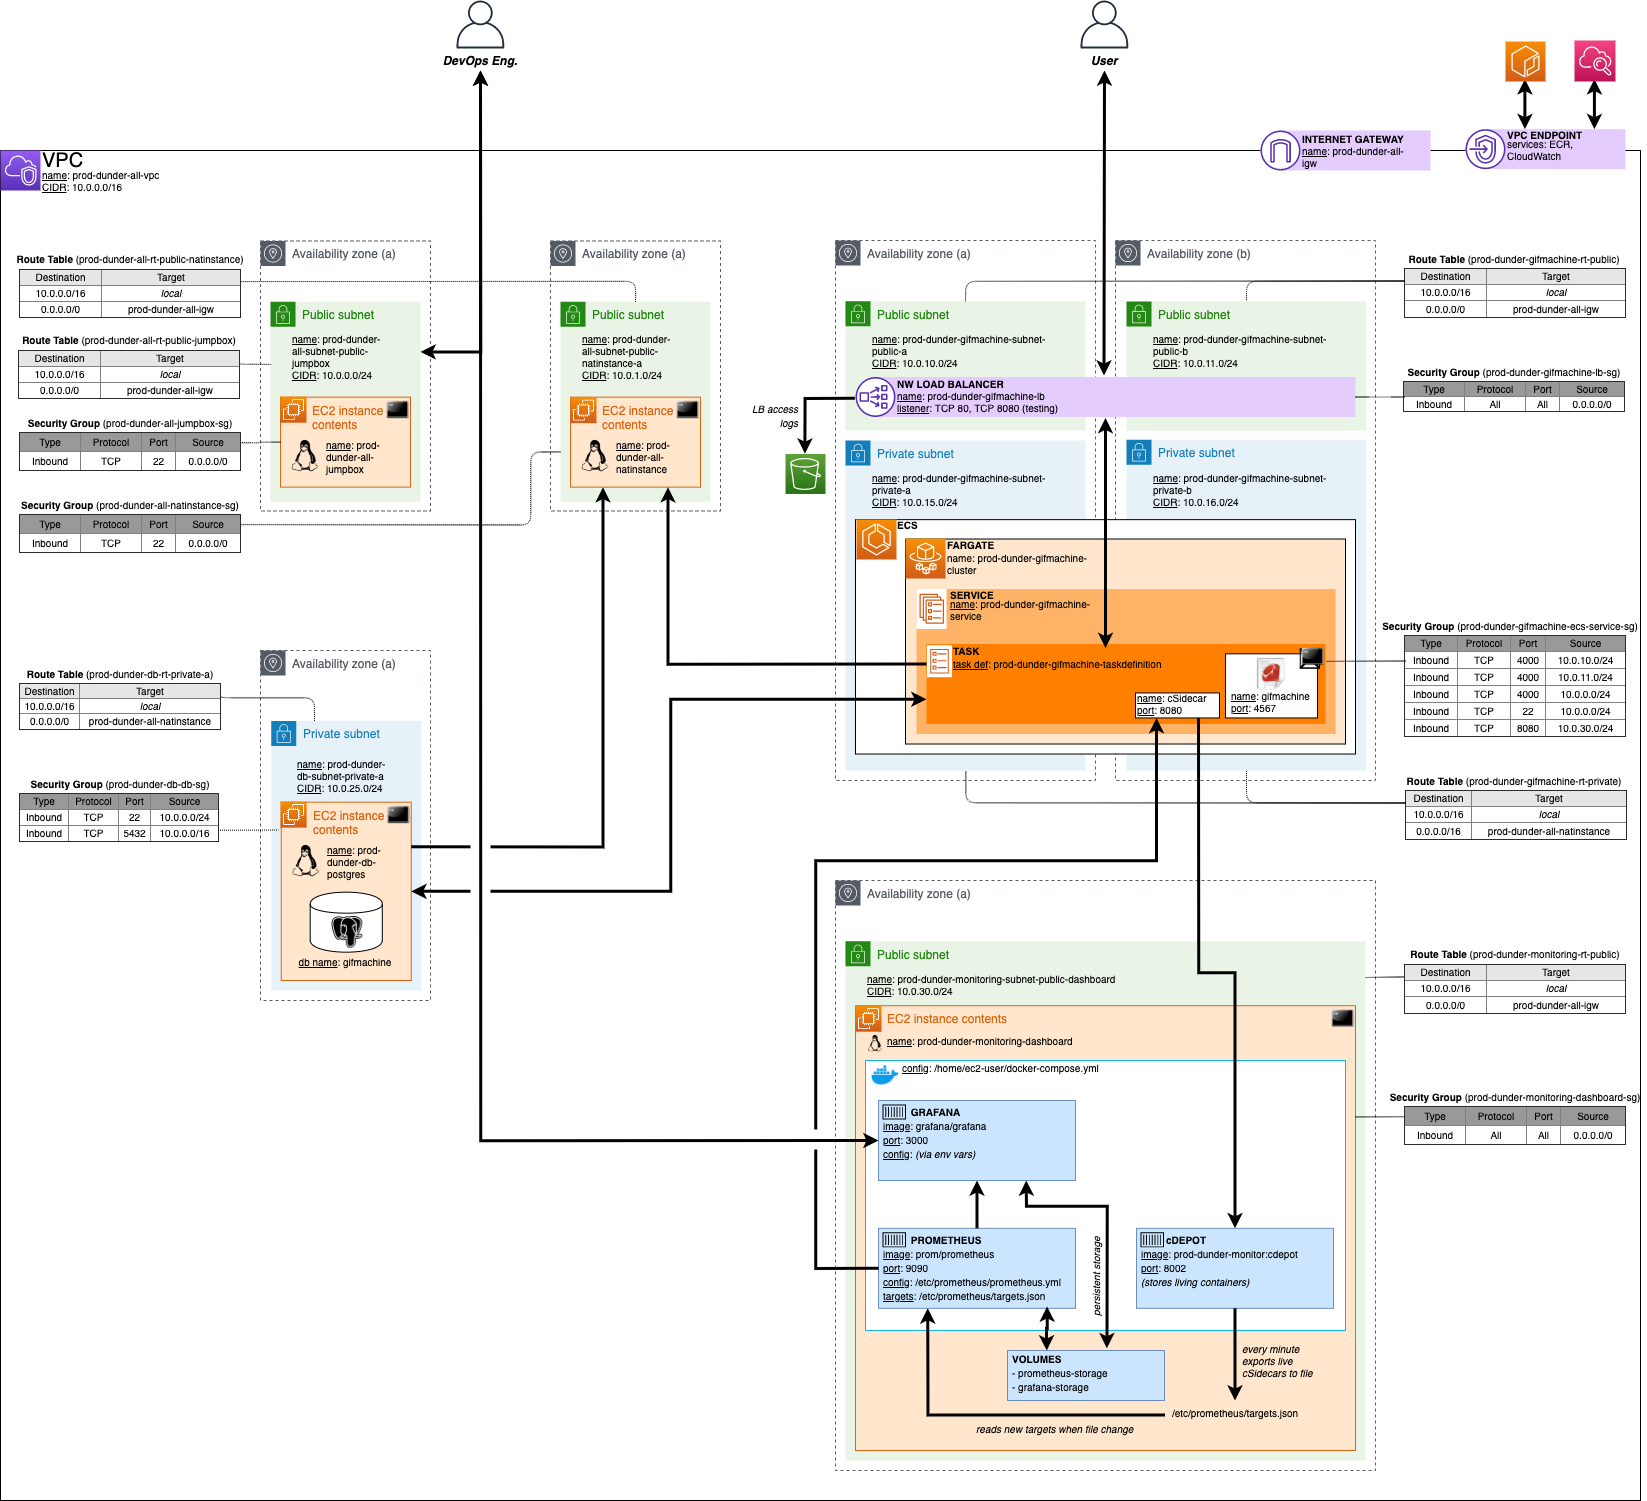 DevOps Eng.
User
INTERNET GATEWAY
name: prod-dunder-all-
igw
VPC ENDPOINT
services: ECR,
CloudWatch
VPC
name: prod-dunder-all-vpc
CIDR: 10.0.0.0/16
Route Table (prod-dunder-all-rt-public-natinstance)
Destination Target
10.0.0.0/16 local
0.0.0.0/0 prod-dunder-all-igw
Route Table (prod-dunder-all-rt-public-jumpbox)
Destination Target
10.0.0.0/16 local
0.0.0.0/0 prod-dunder-all-igw
Security Group (prod-dunder-all-jumpbox-sg)
Type Protocol Port Source
Inbound TCP 22 0.0.0.0/0
Security Group (prod-dunder-all-natinstance-sg)
Type Protocol Port Source
Inbound TCP 22 0.0.0.0/0
Availability zone (a)
Public subnet
name: prod-dunder-
all-subnet-public-
jumpbox
CIDR: 10.0.0.0/24
EC2 instance
contents
name: prod-
dunder-all-
jumpbox
Availability zone (a)
Public subnet
name: prod-dunder-
all-subnet-public-
natinstance-a
CIDR: 10.0.1.0/24
EC2 instance
contents
name: prod-
dunder-all-
natinstance
Availability zone (a)
Public subnet
name: prod-dunder-gifmachine-subnet-
public-a
CIDR: 10.0.10.0/24
Availability zone (b)
Public subnet
name: prod-dunder-gifmachine-subnet-
public-b
CIDR: 10.0.11.0/24
NW LOAD BALANCER
name: prod-dunder-gifmachine-lb
listener: TCP 80, TCP 8080 (testing)
LB access
logs
Private subnet
name: prod-dunder-gifmachine-subnet-
private-a
CIDR: 10.0.15.0/24
Private subnet
name: prod-dunder-gifmachine-subnet-
private-b
CIDR: 10.0.16.0/24
ECS
FARGATE
name: prod-dunder-gifmachine-
cluster
SERVICE
name: prod-dunder-gifmachine-
service
TASK
task def: prod-dunder-gifmachine-taskdefinition
name: cSidecar
port: 8080
name: gifmachine
port: 4567
Route Table (prod-dunder-gifmachine-rt-public)
Destination Target
10.0.0.0/16 local
0.0.0.0/0 prod-dunder-all-igw
Security Group (prod-dunder-gifmachine-lb-sg)
Type Protocol Port Source
Inbound All All 0.0.0.0/0
Security Group (prod-dunder-gifmachine-ecs-service-sg)
Type Protocol Port Source
Inbound TCP 4000 10.0.10.0/24
Inbound TCP 4000 10.0.11.0/24
Inbound TCP 4000 10.0.0.0/24
Inbound TCP 22 10.0.0.0/24
Inbound TCP 8080 10.0.30.0/24
Route Table (prod-dunder-gifmachine-rt-private)
Destination Target
10.0.0.0/16 local
0.0.0.0/16 prod-dunder-all-natinstance
Route Table (prod-dunder-db-rt-private-a)
Destination Target
10.0.0.0/16 local
0.0.0.0/0 prod-dunder-all-natinstance
Security Group (prod-dunder-db-db-sg)
Type Protocol Port Source
Inbound TCP 22 10.0.0.0/24
Inbound TCP 5432 10.0.0.0/16
Availability zone (a)
Private subnet
name: prod-dunder-
db-subnet-private-a
CIDR: 10.0.25.0/24
EC2 instance
contents
name: prod-
dunder-db-
postgres
db name: gifmachine
Availability zone (a)
Public subnet
name: prod-dunder-monitoring-subnet-public-dashboard
CIDR: 10.0.30.0/24
EC2 instance contents
name: prod-dunder-monitoring-dashboard
config: /home/ec2-user/docker-compose.yml
GRAFANA
image: grafana/grafana
port: 3000
config: (via env vars)
PROMETHEUS
image: prom/prometheus
port: 9090
config: /etc/prometheus/prometheus.yml
targets: /etc/prometheus/targets.json
persistent storage
cDEPOT
image: prod-dunder-monitor:cdepot
port: 8002
(stores living containers)
VOLUMES
- prometheus-storage
- grafana-storage
every minute
exports live
cSidecars to file
/etc/prometheus/targets.json
reads new targets when file change
Route Table (prod-dunder-monitoring-rt-public)
Destination Target
10.0.0.0/16 local
0.0.0.0/0 prod-dunder-all-igw
Security Group (prod-dunder-monitoring-dashboard-sg)
Type Protocol Port Source
Inbound All All 0.0.0.0/0